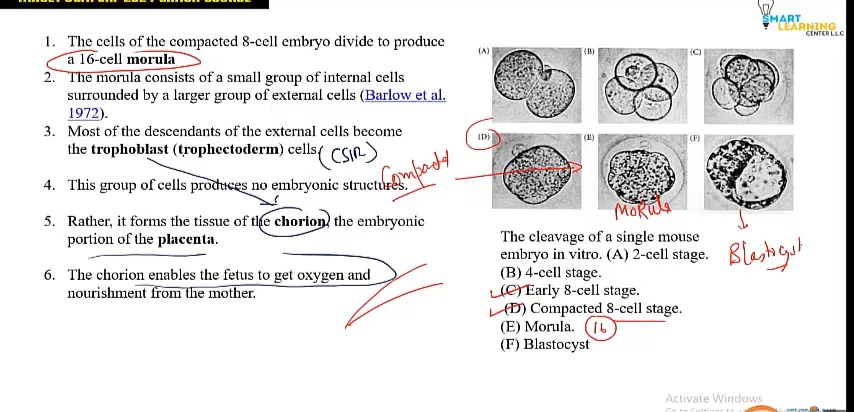 SMART
LEARNING
CENTER L.L.C
1. The cells of the compacted 8-cell embryo divide to produce
a 16-cell morula
2. The morula consists of a small group of internal cells
surrounded by a larger group of external cells (Barlow et al.
1972).
3. Most of the descendants of the external cells become
the trophoblast (trophectoderm) cells. (CSIR)
4. This group of cells produces no embryonic structures.
5. Rather, it forms the tissue of the chorion, the embryonic
portion of the placenta.
6. The chorion enables the fetus to get oxygen and
nourishment from the mother.
(A) (B) (C)
(D) (E) (F)
Compacted
MORula
Blastocyst
The cleavage of a single mouse
embryo in vitro. (A) 2-cell stage.
(B) 4-cell stage.
(C) Early 8-cell stage.
(D) Compacted 8-cell stage.
(E) Morula. 16
(F) Blastocyst
Activate Windows